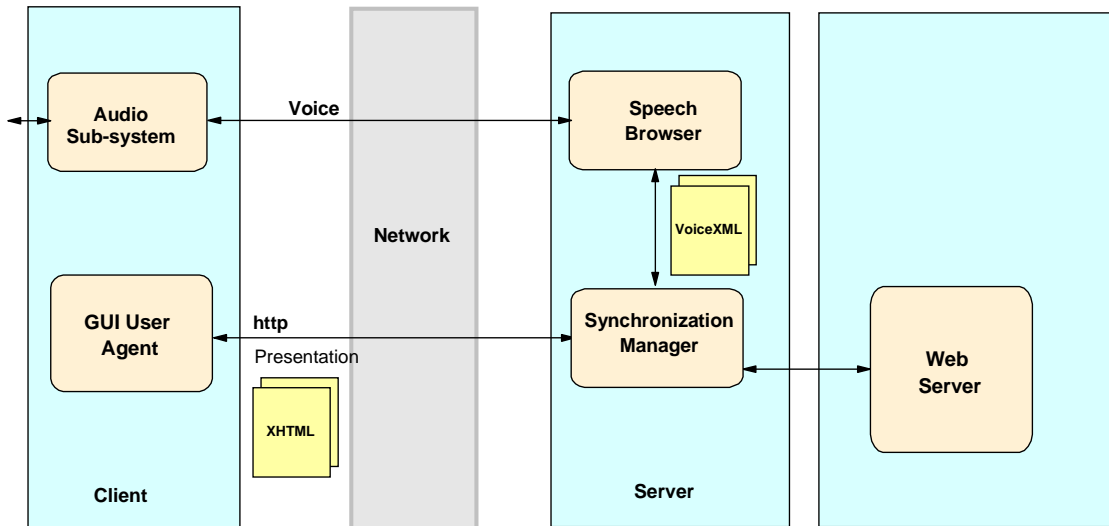 Audio
Sub-system
Voice
Speech
Browser
VoiceXML
Network
GUI User
Agent
http
Presentation
XHTML
Synchronization
Manager
Web
Server
Client
Server